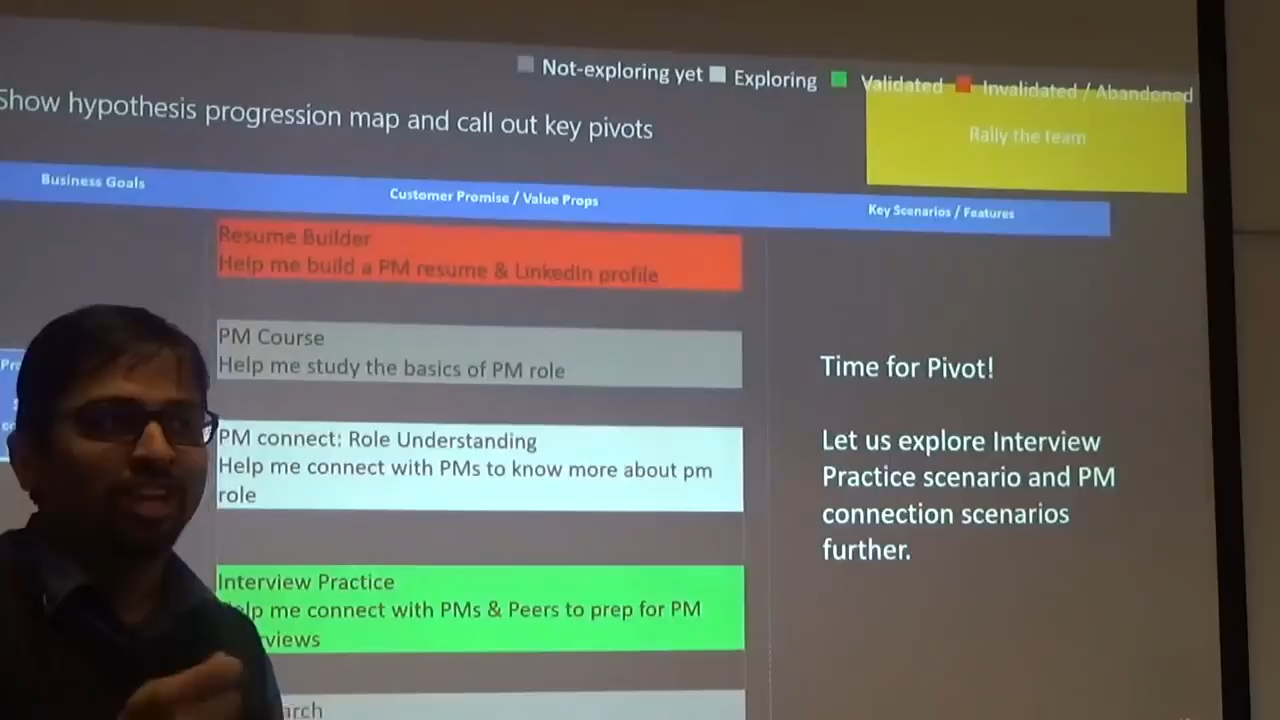 Not-exploring yet Exploring Validated Invalidated / Abandoned
Show hypothesis progression map and call out key pivots
Rally the team
Business Goals
Customer Promise / Value Props
Key Scenarios / Features
Resume Builder
Help me build a PM resume & LinkedIn profile
PM Course
Help me study the basics of PM role
PM connect: Role Understanding
Help me connect with PMs to know more about pm
role
Interview Practice
Help me connect with PMs & Peers to prep for PM
views
Time for Pivot!
Let us explore Interview
Practice scenario and PM
connection scenarios
further.